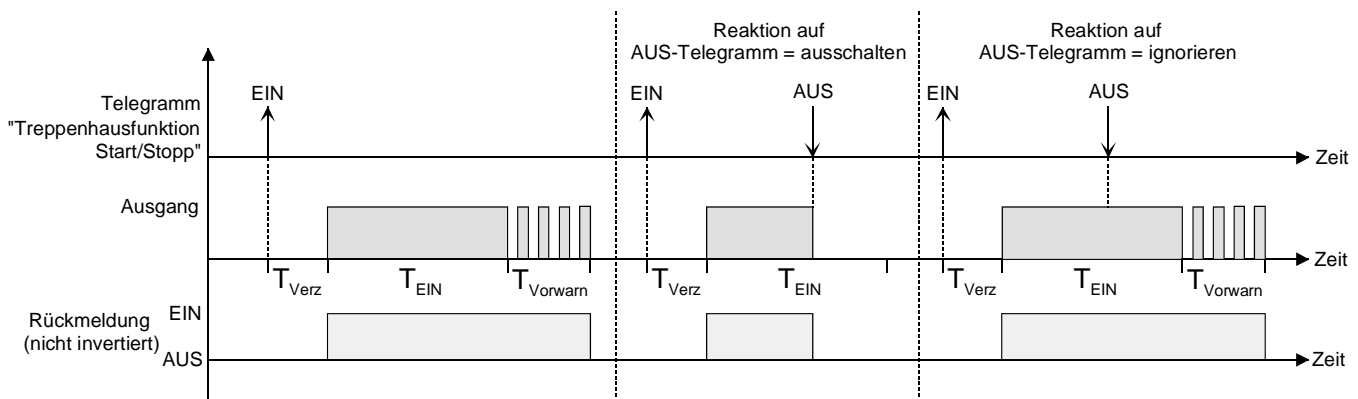 Reaktion auf
AUS-Telegramm = ausschalten
Reaktion auf
AUS-Telegramm = ignorieren
Telegramm
"Treppenhausfunktion
Start/Stopp"
EIN
EIN
AUS
EIN
AUS
Zeit
Ausgang
Zeit
TVerz
TEIN
TVorwarn
TVerz
TEIN
TVerz
TEIN
TVorwarn
Rückmeldung
(nicht invertiert)
EIN
AUS
Zeit